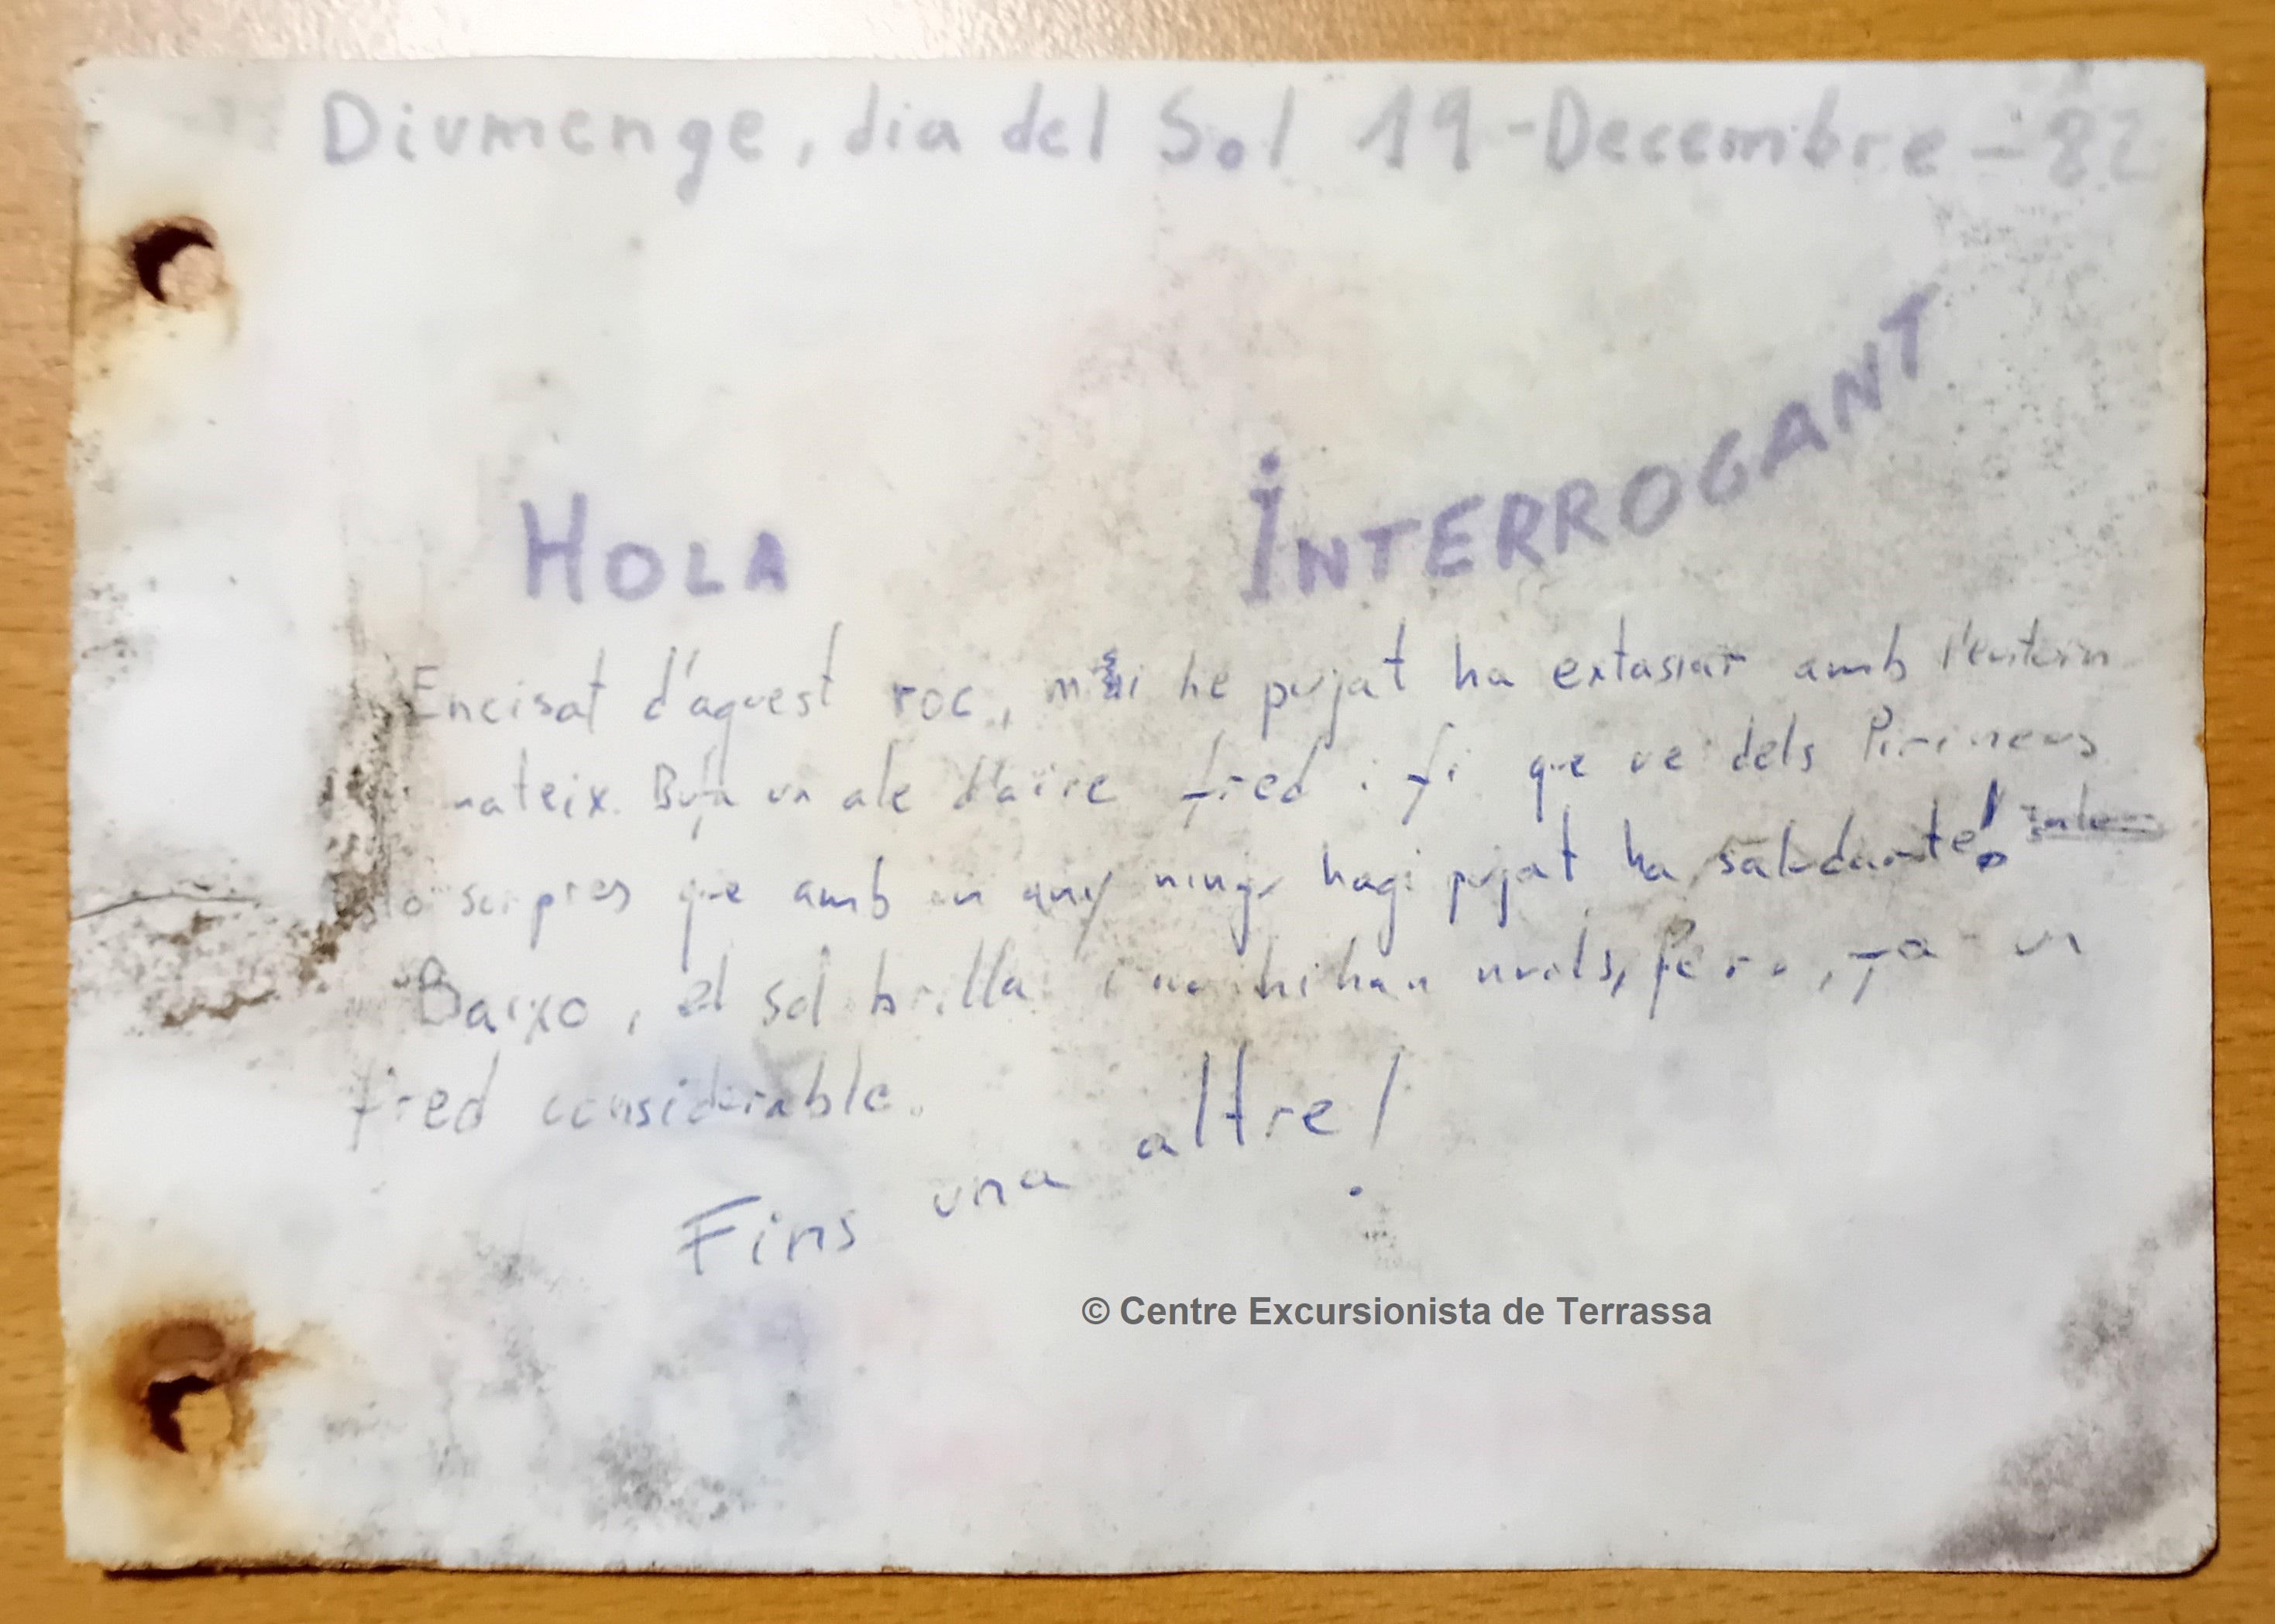 Divmenge, dia del Sol 19-Decembre-82
HOLA INTERROGANT
Encisat d'aquest roc, hi he pujat ha extasiar amb l'entorn
mateix. Bufa un ale d'aire fred i fi que ve dels Pirineus
sorpres que amb un any ningu hagi pujat ha saludarte!
Baixo, el sol brilla i no hi han nuvols, pero, fa un
fred considerable.
Fins una altre!
© Centre Excursionista de Terrassa